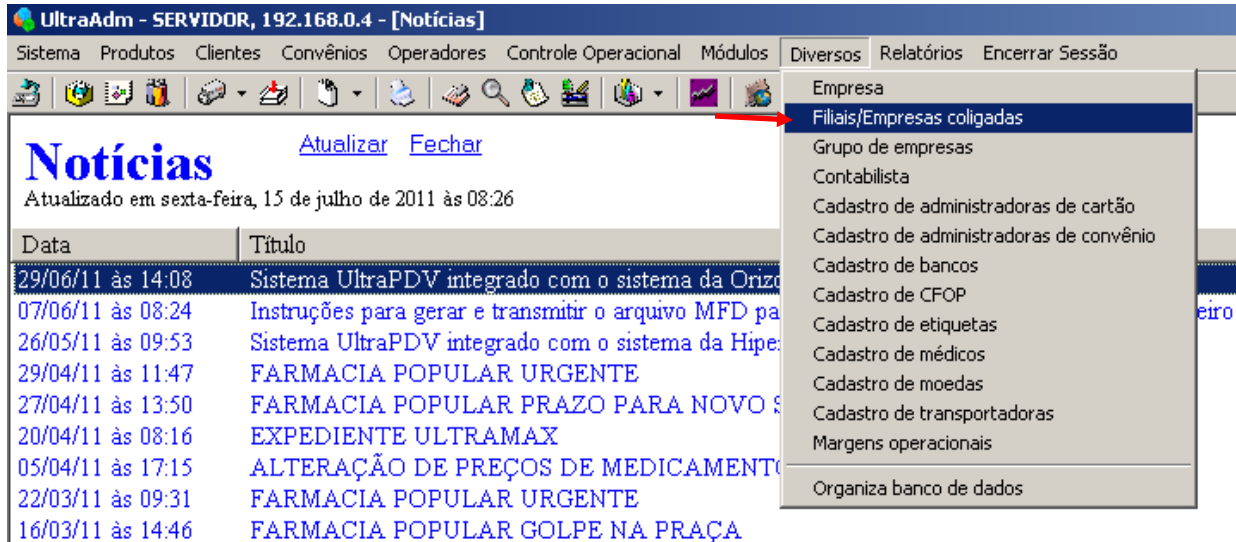 UltraAdm - SERVIDOR, 192.168.0.4 - [Notícias]
Sistema Produtos Clientes Convênios Operadores Controle Operacional Módulos Diversos Relatórios Encerrar Sessão
Notícias
Atualizar Fechar
Atualizado em sexta-feira, 15 de julho de 2011 às 08:26
Data Título
29/06/11 às 14:08 Sistema UltraPDV integrado com o sistema da Orizo
07/06/11 às 08:24 Instruções para gerar e transmitir o arquivo MFD pa eiro
26/05/11 às 09:53 Sistema UltraPDV integrado com o sistema da Hipe
29/04/11 às 11:47 FARMACIA POPULAR URGENTE
27/04/11 às 13:50 FARMACIA POPULAR PRAZO PARA NOVO S
20/04/11 às 08:16 EXPEDIENTE ULTRAMAX
05/04/11 às 17:15 ALTERAÇÃO DE PREÇOS DE MEDICAMENTO
22/03/11 às 09:31 FARMACIA POPULAR URGENTE
16/03/11 às 14:46 FARMACIA POPULAR GOLPE NA PRAÇA
Empresa
Filiais/Empresas coligadas
Grupo de empresas
Contabilista
Cadastro de administradoras de cartão
Cadastro de administradoras de convênio
Cadastro de bancos
Cadastro de CFOP
Cadastro de etiquetas
Cadastro de médicos
Cadastro de moedas
Cadastro de transportadoras
Margens operacionais
Organiza banco de dados